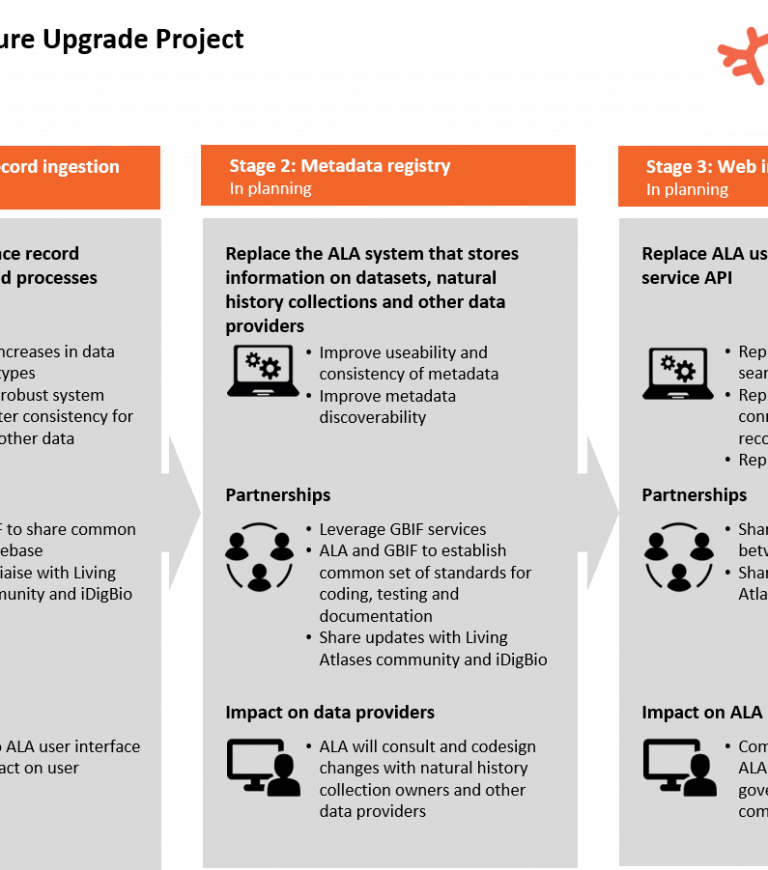 ure Upgrade Project
cord ingestion
ce record
d processes
ncreases in data
types
robust system
ter consistency for
other data
F to share common
ebase
iaise with Living
munity and iDigBio
o ALA user interface
act on user
Stage 2: Metadata registry
In planning
Replace the ALA system that stores
information on datasets, natural
history collections and other data
providers
• Improve useability and
consistency of metadata
• Improve metadata
discoverability
Partnerships
• Leverage GBIF services
• ALA and GBIF to establish
common set of standards for
coding, testing and
documentation
• Share updates with Living
Atlases community and iDigBio
Impact on data providers
• ALA will consult and codesign
changes with natural history
collection owners and other
data providers
Stage 3: Web i
In planning
Replace ALA us
service API
• Rep
sear
• Rep
conn
reco
• Rep
Partnerships
• Shar
betv
• Shar
Atla
Impact on ALA
• Com
ALA
gove
com